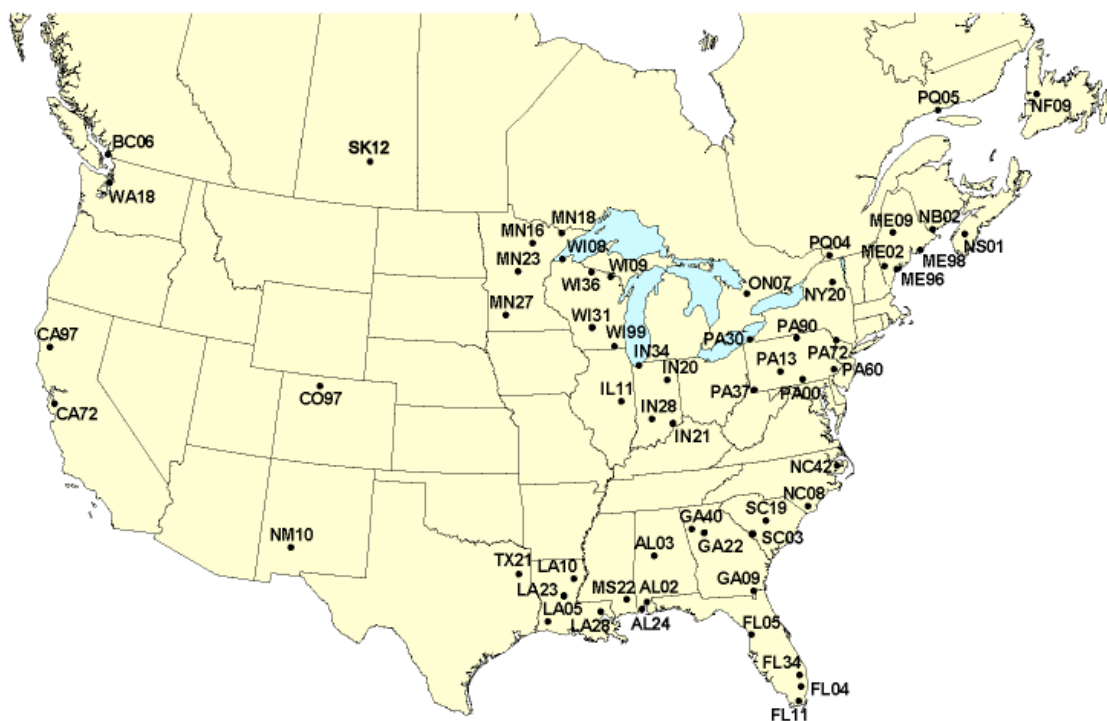 PQ05
NF09
BC06
SK12
WA18
MN18
MN16
NB02
ME09
NS01
WI08
PQ04
ME02
ME98
MN23
WI09
ME96
WI36
ON07
NY20
MN27
WI31
PA90
CA97
WI99
PA30
PA72
IN34
PA13
IN20
PA60
CO97
IL11
PA37
PA00
CA72
IN28
IN21
NC42
NC08
SC19
GA40
NM10
GA22
SC03
AL03
TX21
LA10
GA09
LA23
MS22
AL02
LA05
LA28
AL24
FL05
FL34
FL04
FL11